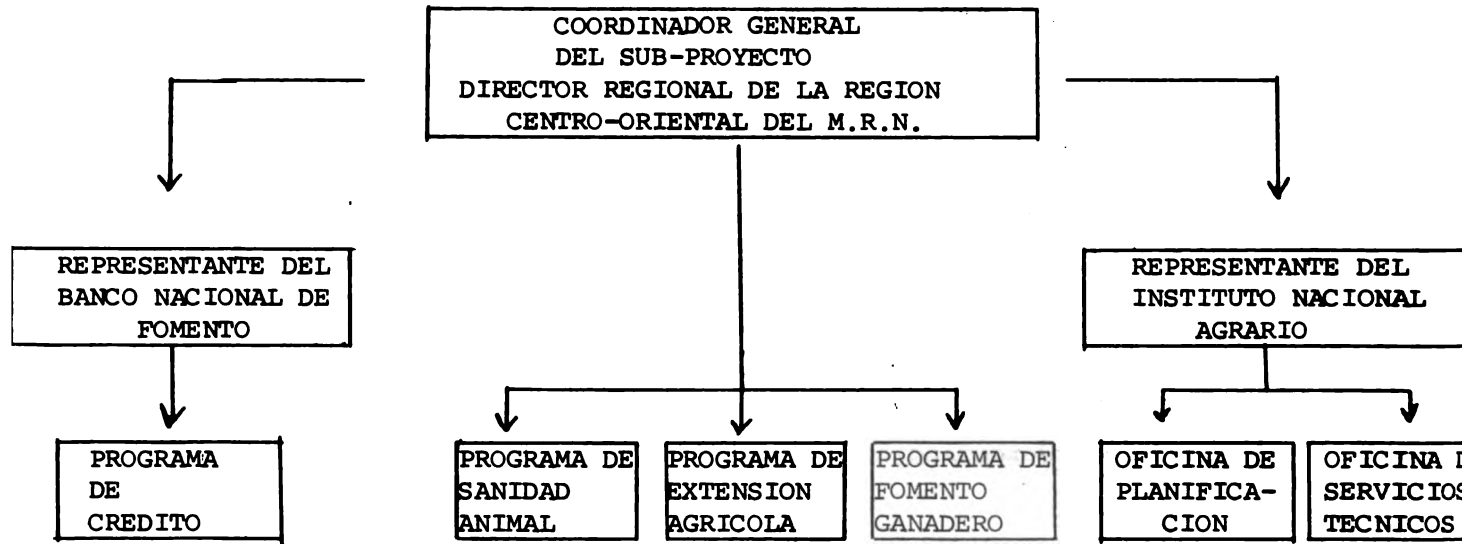 COORDINADOR GENERAL
DEL SUB-PROYECTO
DIRECTOR REGIONAL DE LA REGION
CENTRO-ORIENTAL DEL M.R.N.
REPRESENTANTE DEL
BANCO NACIONAL DE
FOMENTO
REPRESENTANTE DEL
INSTITUTO NACIONAL
AGRARIO
PROGRAMA
DE
CREDITO
PROGRAMA DE
SANIDAD
ANIMAL
PROGRAMA DE
EXTENSION
AGRICOLA
PROGRAMA DE
FOMENTO
GANADERO
OFICINA DE
PLANIFICA-
CION
OFICINA D
SERVICIOS
TECNICOS